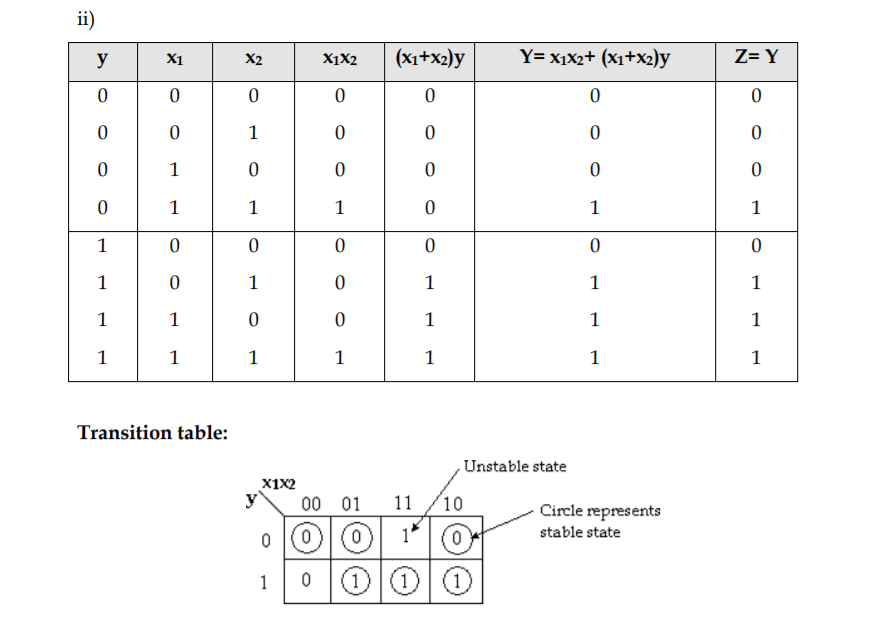 ii)
y x₁ x₂ x₁x₂ (x₁+x₂)y Y= x₁x₂+ (x₁+x₂)y Z= Y
0 0 0 0 0 0 0
0 0 1 0 0 0 0
0 1 0 0 0 0 0
0 1 1 1 0 1 1
1 0 0 0 0 0 0
1 0 1 0 1 1 1
1 1 0 0 1 1 1
1 1 1 1 1 1 1
Transition table:
Unstable state
x1x2
y 00 01 11 10
Circle represents
stable state
0 0 0 1 0
1 0 1 1 1